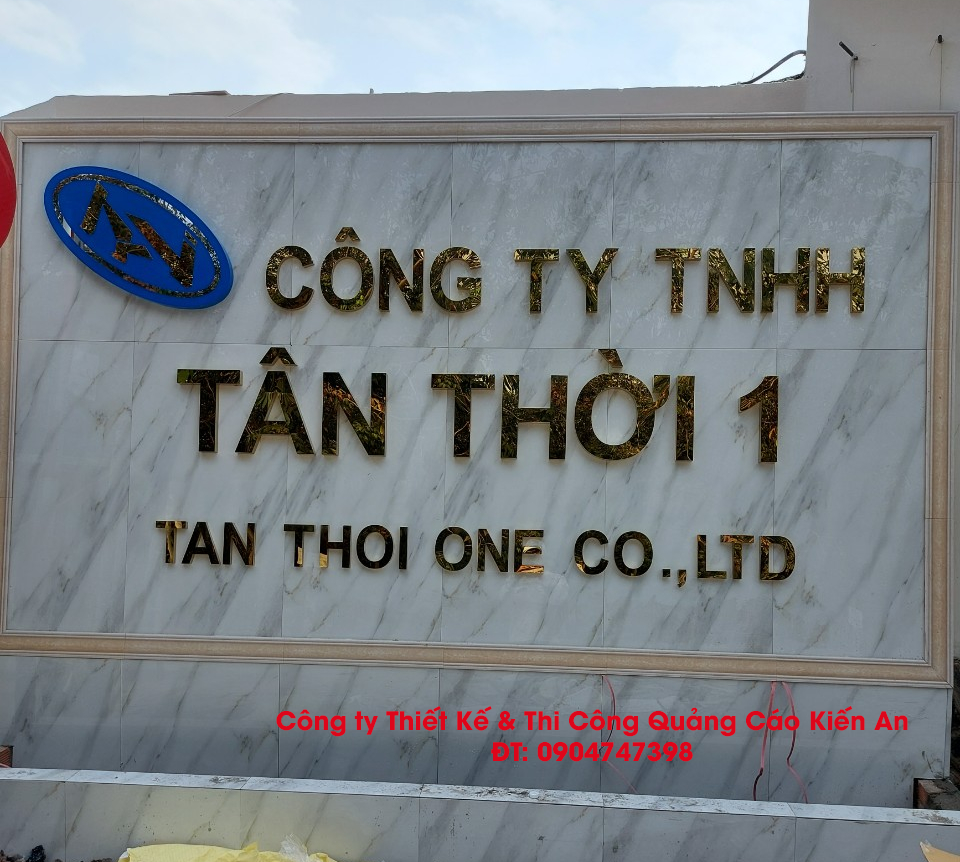 CÔNG TY TNHH
TÂN THỜI 1
TAN THOI ONE CO.,LTD
Công ty Thiết Kế & Thi Công Quảng Cáo Kiến An
ĐT: 0904747398